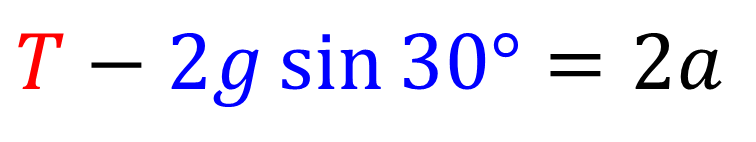 T − 2g sin 30° = 2a